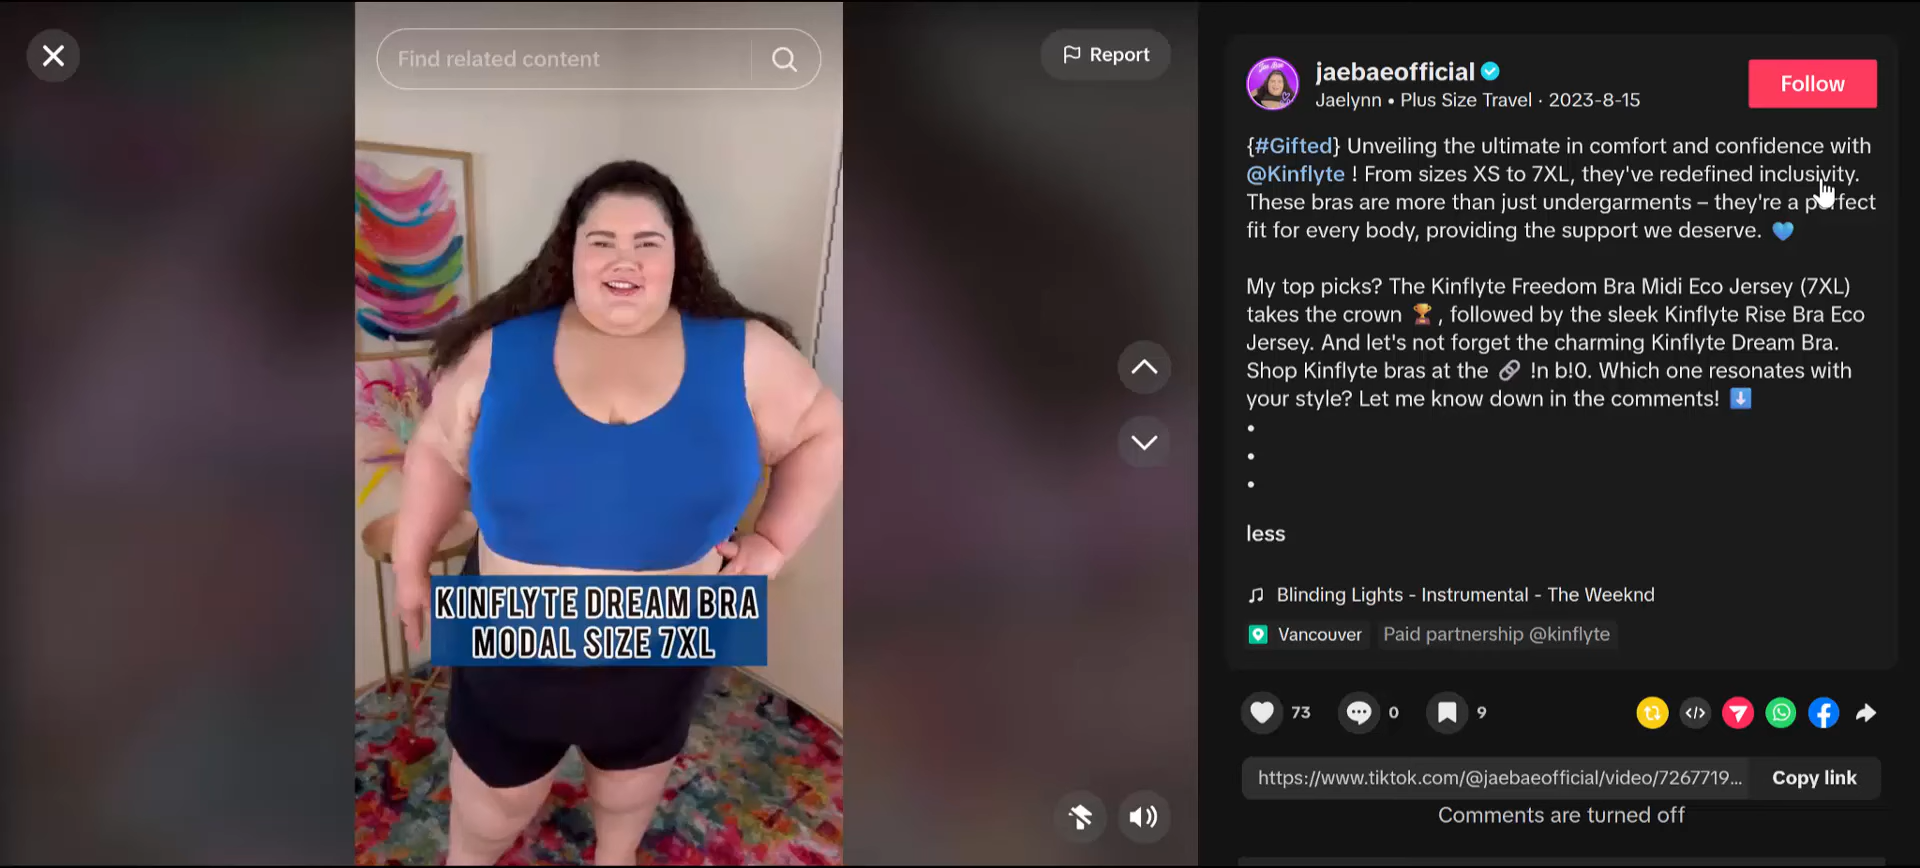 Find related content
Report
KINFLYTE DREAM BRA
MODAL SIZE 7XL
jaebaeofficial
Jaelynn • Plus Size Travel · 2023-8-15
Follow
{#Gifted} Unveiling the ultimate in comfort and confidence with
@Kinflyte ! From sizes XS to 7XL, they've redefined inclusivity.
These bras are more than just undergarments – they're a perfect
fit for every body, providing the support we deserve. 💙
My top picks? The Kinflyte Freedom Bra Midi Eco Jersey (7XL)
takes the crown 🏆 , followed by the sleek Kinflyte Rise Bra Eco
Jersey. And let's not forget the charming Kinflyte Dream Bra.
Shop Kinflyte bras at the 🔗 !n b!0. Which one resonates with
your style? Let me know down in the comments! ⬇️
•
•
•
less
Blinding Lights - Instrumental - The Weeknd
Vancouver Paid partnership @kinflyte
73 0 9
https://www.tiktok.com/@jaebaeofficial/video/7267719... Copy link
Comments are turned off